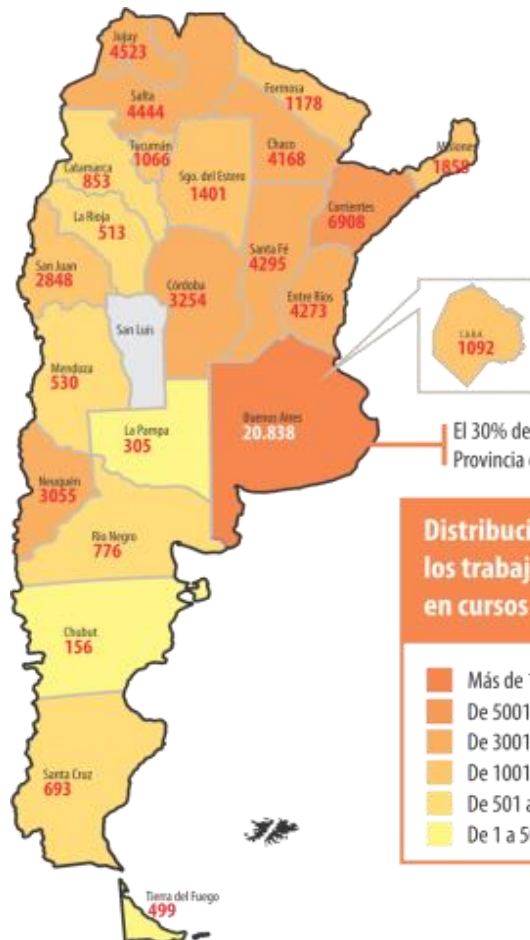 Jujuy
4523
Salta
4444
Formosa
1178
Tucumán
1066
Chaco
4168
Misiones
1858
Catamarca
853
Sgo. del Estero
1401
Corrientes
6908
La Rioja
513
Santa Fé
4295
San Juan
2848
Córdoba
3254
Entre Ríos
4273
San Luis
C.A.B.A.
1092
Mendoza
530
La Pampa
305
Buenos Aires
20.838
El 30% de
Provincia
Neuquén
3055
Río Negro
776
Distribuci
los trabaj
en cursos
Chubut
156
Más de
De 5001
De 3001
De 1001
De 501 a
De 1 a 5
Santa Cruz
693
Tierra del Fuego
499